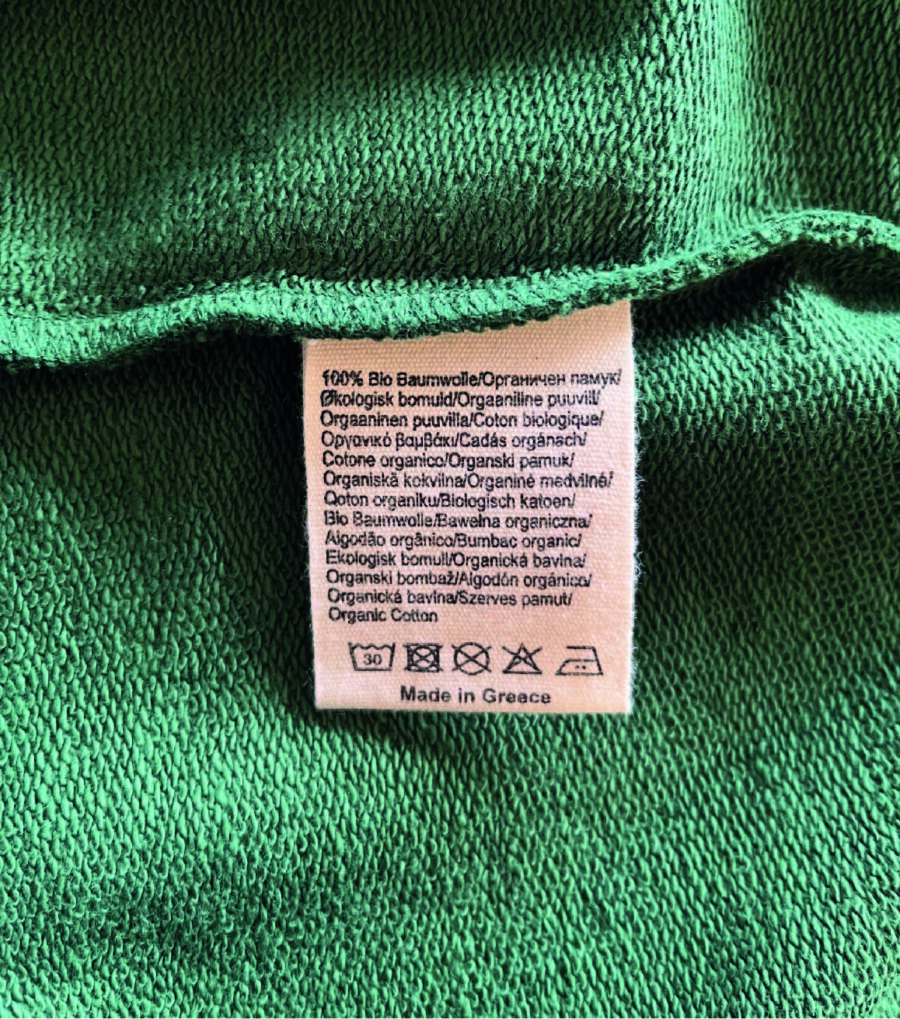 100% Bio Baumwolle/Органичен памук/
Økologisk bomuld/Orgaaniline puuvill/
Orgaaninen puuvilla/Coton biologique/
Οργανικό βαμβάκι/Cadás orgánach/
Cotone organico/Organski pamuk/
Organiskā kokvilna/Organinė medvilnė/
Qoton organiku/Biologisch katoen/
Bio Baumwolle/Bawełna organiczna/
Algodão orgânico/Bumbac organic/
Ekologisk bomull/Organická bavlna/
Organski bombaž/Algodón orgánico/
Organická bavlna/Szerves pamut/
Organic Cotton
30
Made in Greece